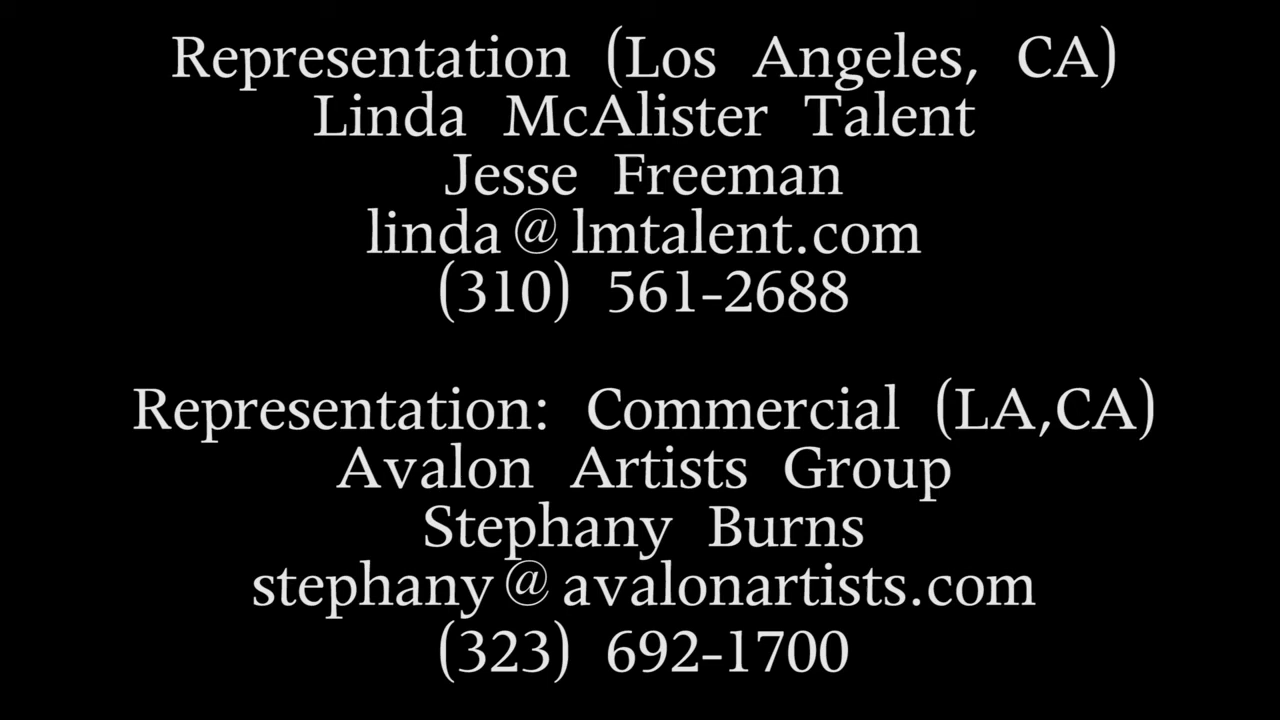 Representation (Los Angeles, CA)
Linda McAlister Talent
Jesse Freeman
linda@lmtalent.com
(310) 561-2688
Representation: Commercial (LA,CA)
Avalon Artists Group
Stephany Burns
stephany@avalonartists.com
(323) 692-1700